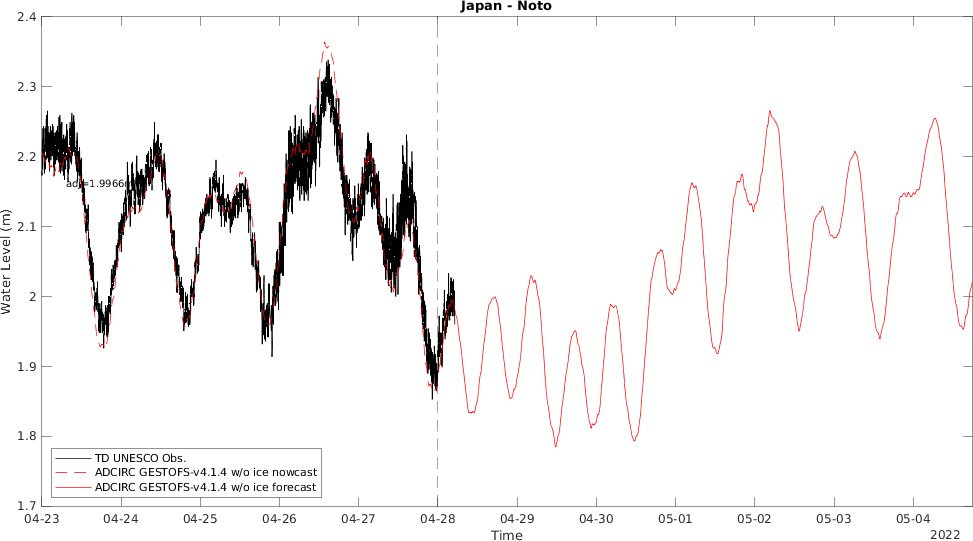 Japan - Noto
2.4
2.3
2.2
2.1
2
1.9
1.8
1.7
Water Level (m)
adj=1.9966m
TD UNESCO Obs.
ADCIRC GESTOFS-v4.1.4 w/o ice nowcast
ADCIRC GESTOFS-v4.1.4 w/o ice forecast
04-23 04-24 04-25 04-26 04-27 04-28 04-29 04-30 05-01 05-02 05-03 05-04
Time
2022